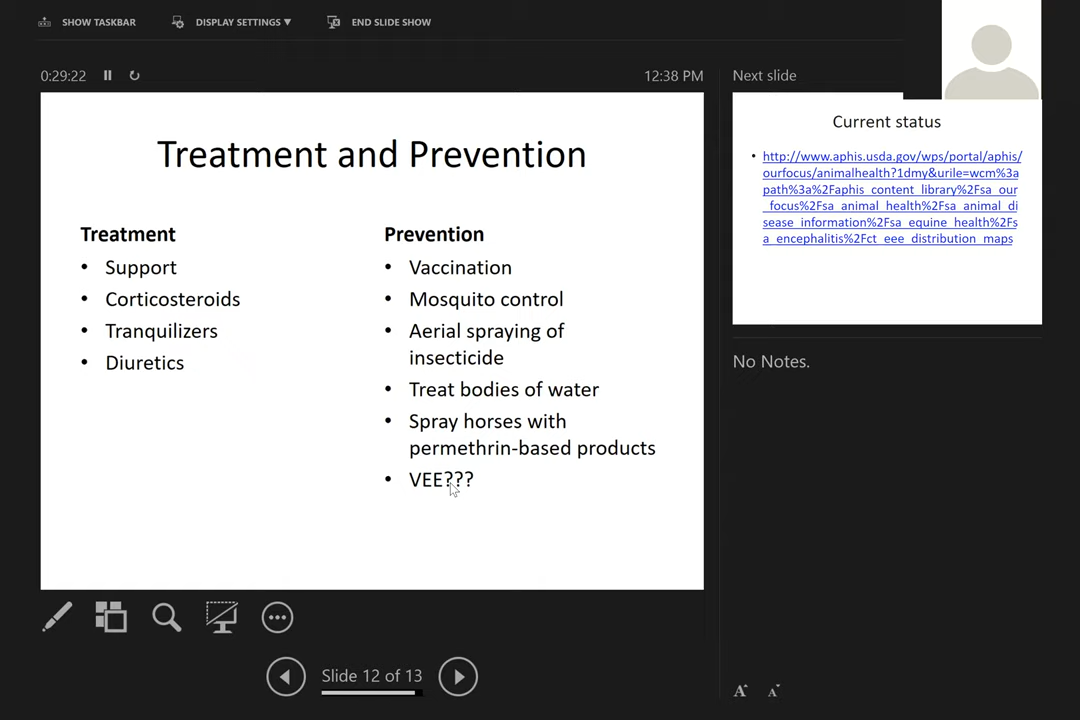 SHOW TASKBAR
DISPLAY SETTINGS ▼
END SLIDE SHOW
0:29:22
12:38 PM
Treatment and Prevention
Treatment
• Support
• Corticosteroids
• Tranquilizers
• Diuretics
Prevention
• Vaccination
• Mosquito control
• Aerial spraying of
insecticide
• Treat bodies of water
• Spray horses with
permethrin-based products
• VEE???
Slide 12 of 13
Next slide
Current status
• http://www.aphis.usda.gov/wps/portal/aphis/
ourfocus/animalhealth?1dmy&urile=wcm%3a
path%3a%2Faphis_content_library%2Fsa_our
_focus%2Fsa_animal_health%2Fsa_animal_di
sease_information%2Fsa_equine_health%2Fs
a_encephalitis%2Fct_eee_distribution_maps
No Notes.
A A